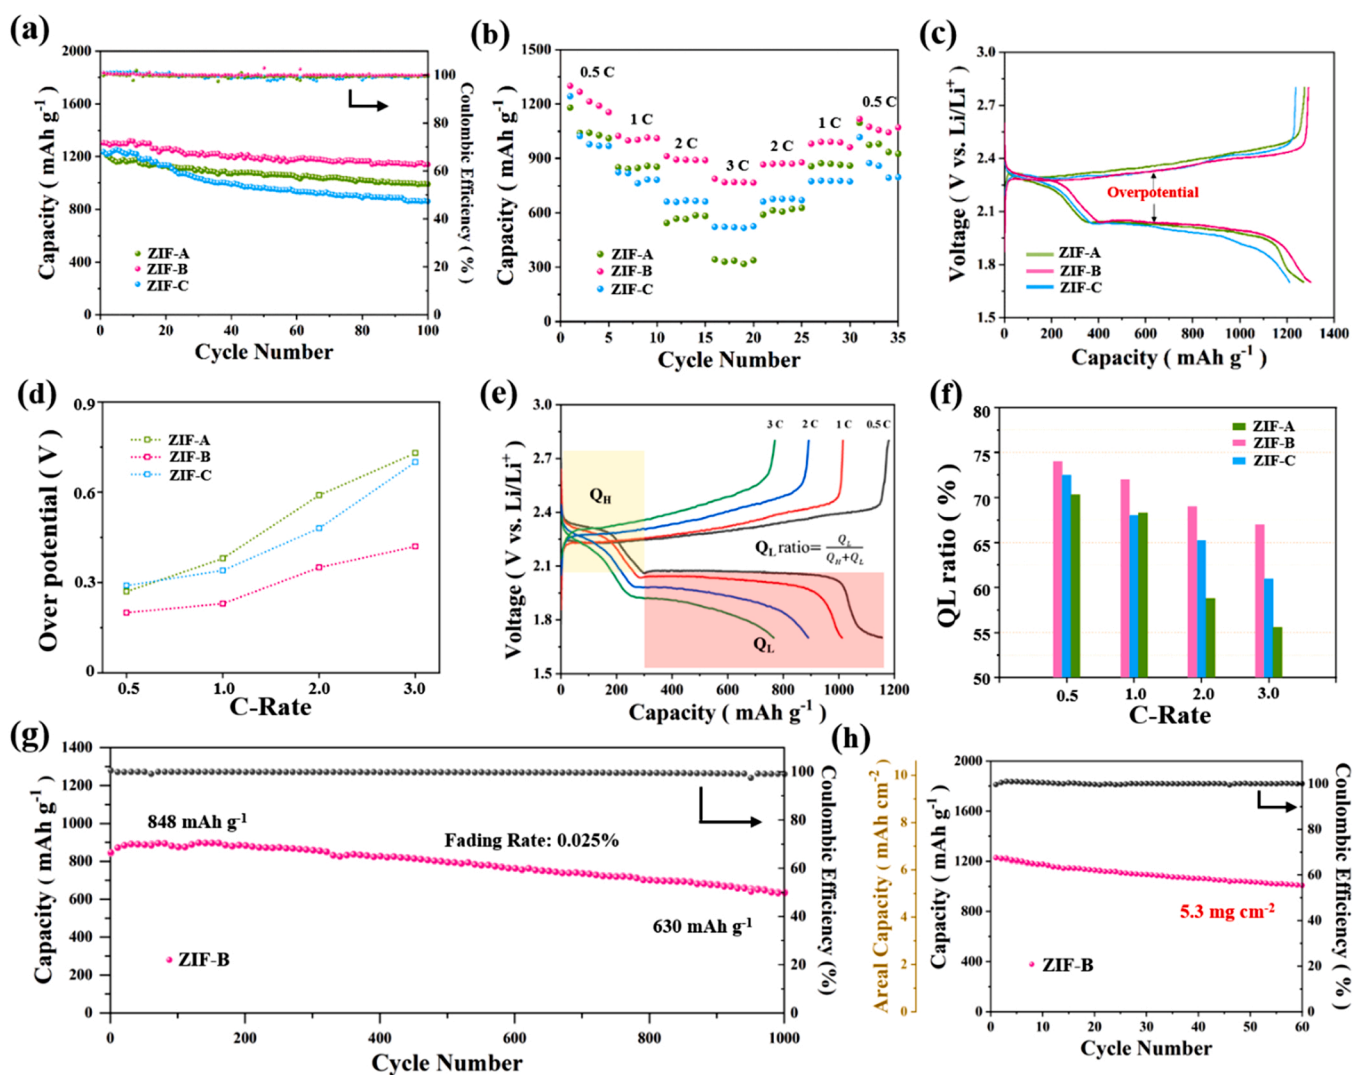 (a)
2000
1600
1200
800
400
0
Capacity ( mAh g-1)
100
80
60
40
20
0
Coulombic Efficiency ( % )
ZIF-A
ZIF-B
ZIF-C
0 20 40 60 80 100
Cycle Number
(b)
1500
1200
900
600
300
0
Capacity ( mAh g-1)
0.5 C
1 C
2 C
3 C
2 C
1 C
0.5 C
ZIF-A
ZIF-B
ZIF-C
0 5 10 15 20 25 30 35
Cycle Number
(c)
3.0
2.7
2.4
2.1
1.8
1.5
Voltage ( V vs. Li/Li+
Overpotential
ZIF-A
ZIF-B
ZIF-C
0 200 400 600 800 1000 1200 1400
Capacity ( mAh g-1)
(d)
0.9
0.6
0.3
0
Over potential ( V )
ZIF-A
ZIF-B
ZIF-C
0.5 1.0 2.0 3.0
C-Rate
(e)
3.0
2.7
2.4
2.1
1.8
1.5
Voltage ( V vs. Li/Li+)
3 C 2 C 1 C 0.5 C
QH
QL ratio= QL
QH+QL
QL
0 200 400 600 800 1000 1200
Capacity ( mAh g-1)
(f)
80
75
70
65
60
55
50
QL ratio ( % )
ZIF-A
ZIF-B
ZIF-C
0.5 1.0 2.0 3.0
C-Rate
(g)
1400
1200
1000
800
600
400
200
0
Capacity ( mAh g-1)
848 mAh g-1
Fading Rate: 0.025%
630 mAh g-1
ZIF-B
100
80
60
40
20
0
Coulombic Efficiency (%)
0 200 400 600 800 1000
Cycle Number
(h)
10
8
6
4
2
0
Areal Capacity ( mAh cm-2)
2000
1600
1200
800
400
0
Capacity ( mAh g-1)
5.3 mg cm-2
ZIF-B
100
80
60
40
20
0
Coulombic Efficiency ( % )
0 10 20 30 40 50 60
Cycle Number